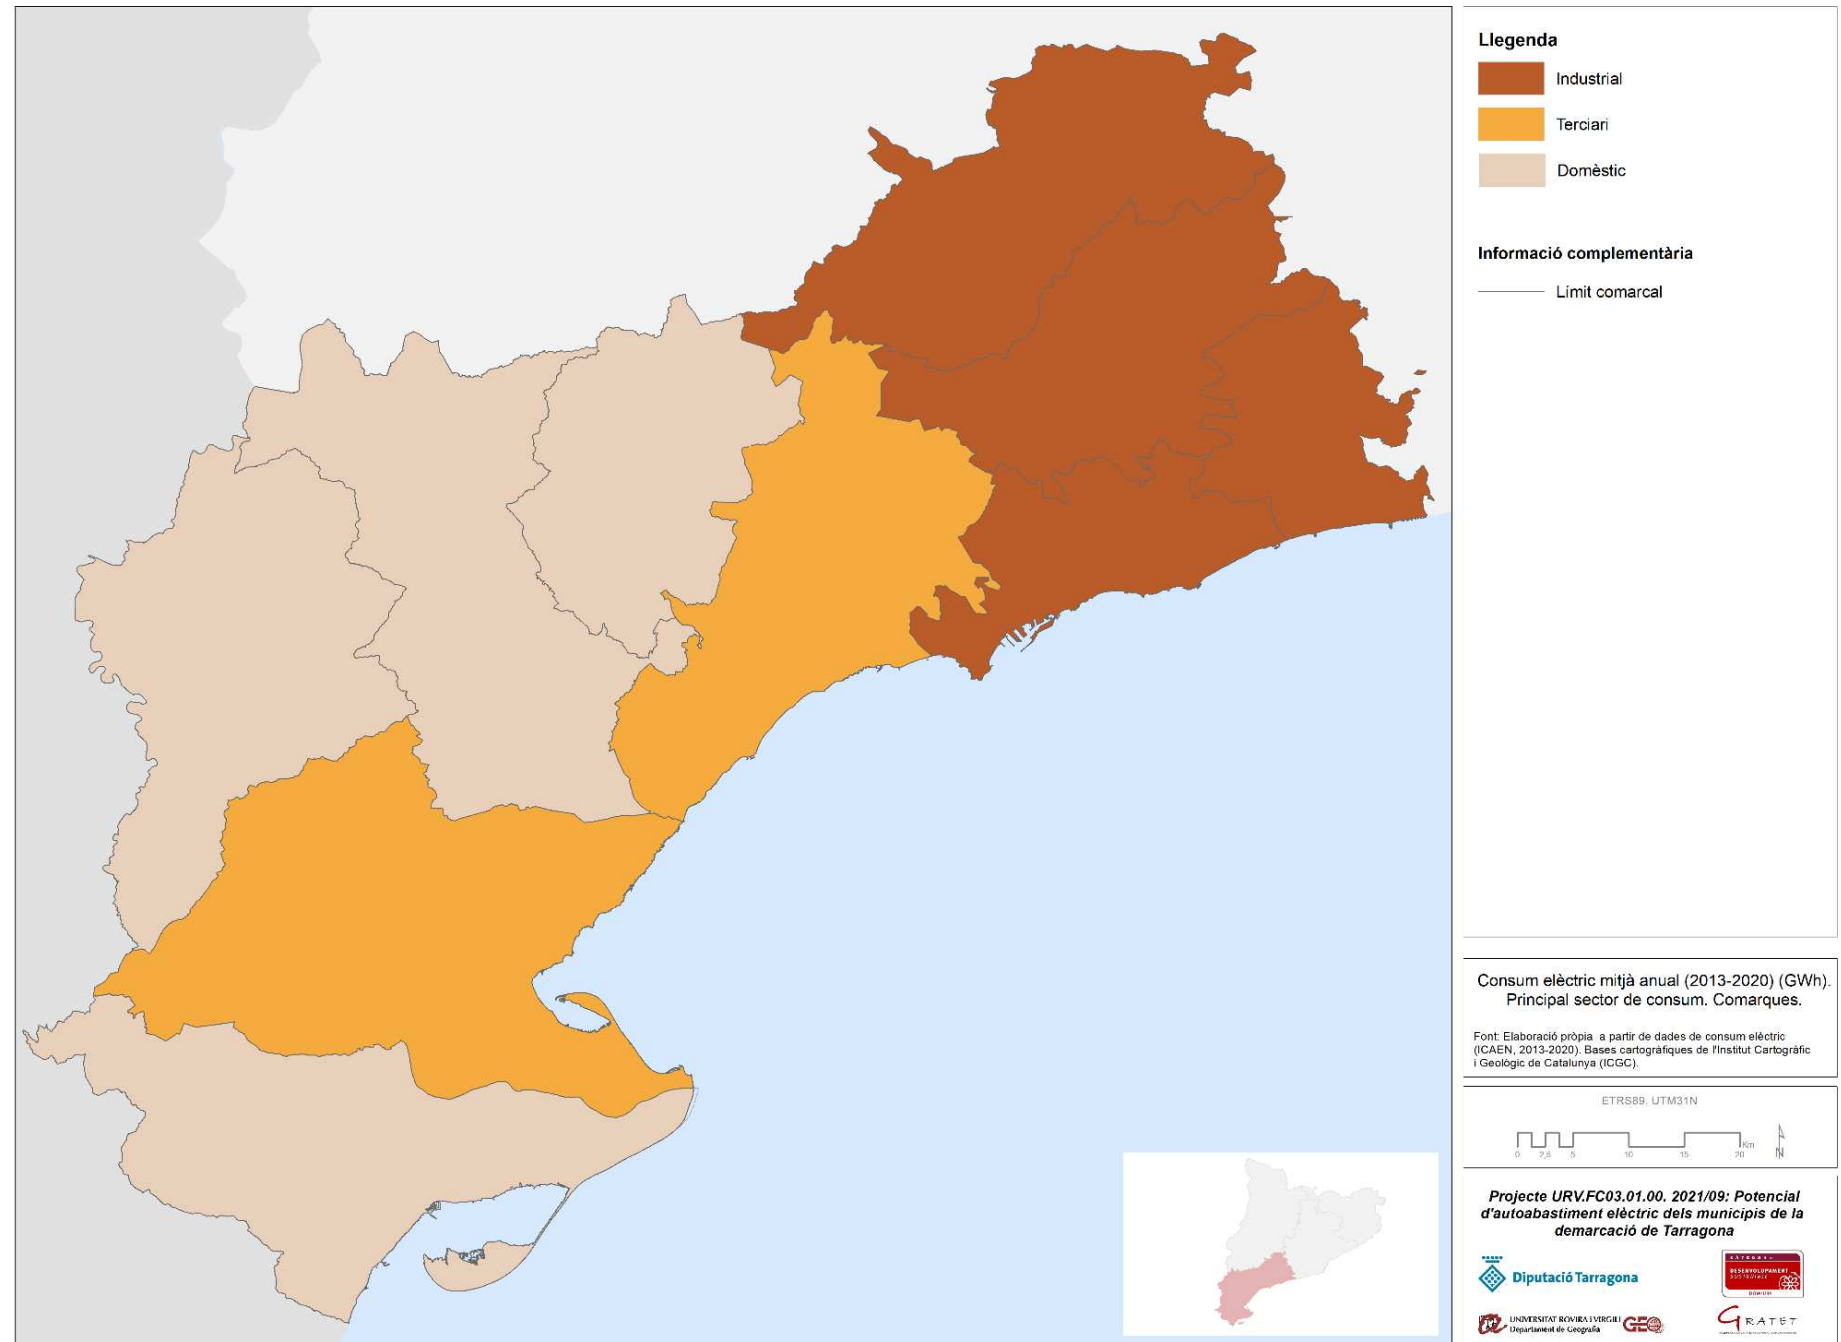 Llegenda
Industrial
Terciari
Domèstic
Informació complementària
Límit comarcal
Consum elèctric mitjà anual (2013-2020) (GWh).
Principal sector de consum. Comarques.
Font: Elaboració pròpia a partir de dades de consum elèctric
(ICAEN, 2013-2020). Bases cartogràfiques de l'Institut Cartogràfic
i Geològic de Catalunya (ICGC).
ETRS89. UTM31N
Km
0 2,5 5 10 15 20
N
Projecte URV.FC03.01.00. 2021/09: Potencial
d'autoabastiment elèctric dels municipis de la
demarcació de Tarragona
Diputació Tarragona
DESENVOLUPAMENT
UNIVERSITAT ROVIRA I VIRGILI
Departament de Geografia
GEO
GRATET